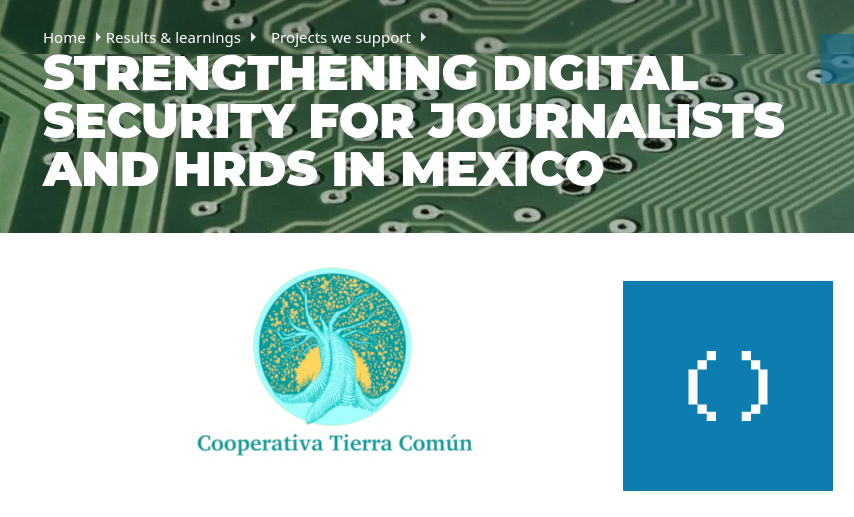 Home Results & learnings Projects we support
STRENGTHENING DIGITAL
SECURITY FOR JOURNALISTS
AND HRDS IN MEXICO
Cooperativa Tierra Común
( )